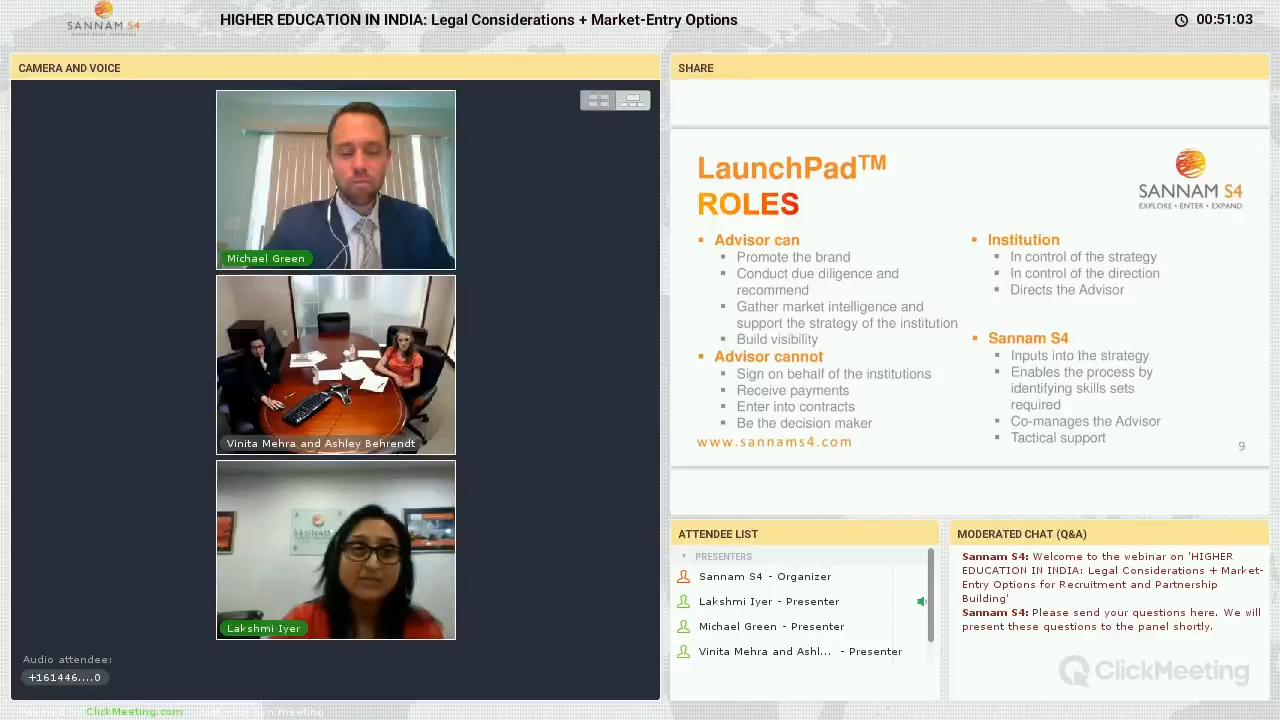 SANNAM S4
HIGHER EDUCATION IN INDIA: Legal Considerations + Market-Entry Options
00:51:03
CAMERA AND VOICE
Michael Green
Vinita Mehra and Ashley Behrendt
Lakshmi Iyer
Audio attendee:
+161446....0
ClickMeeting.com
SHARE
LaunchPad™
ROLES
SANNAM S4
EXPLORE • ENTER • EXPAND
▪ Advisor can
▪ Promote the brand
▪ Conduct due diligence and
recommend
▪ Gather market intelligence and
support the strategy of the institution
▪ Build visibility
▪ Advisor cannot
▪ Sign on behalf of the institutions
▪ Receive payments
▪ Enter into contracts
▪ Be the decision maker
▪ Institution
▪ In control of the strategy
▪ In control of the direction
▪ Directs the Advisor
▪ Sannam S4
▪ Inputs into the strategy
▪ Enables the process by
identifying skills sets
required
▪ Co-manages the Advisor
▪ Tactical support
www.sannams4.com
9
ATTENDEE LIST
PRESENTERS
Sannam S4 - Organizer
Lakshmi Iyer - Presenter
Michael Green - Presenter
Vinita Mehra and Ashl... - Presenter
MODERATED CHAT (Q&A)
Sannam S4: Welcome to the webinar on 'HIGHER
EDUCATION IN INDIA: Legal Considerations + Market-
Entry Options for Recruitment and Partnership
Building'
Sannam S4: Please send your questions here. We will
present these questions to the panel shortly.
ClickMeeting